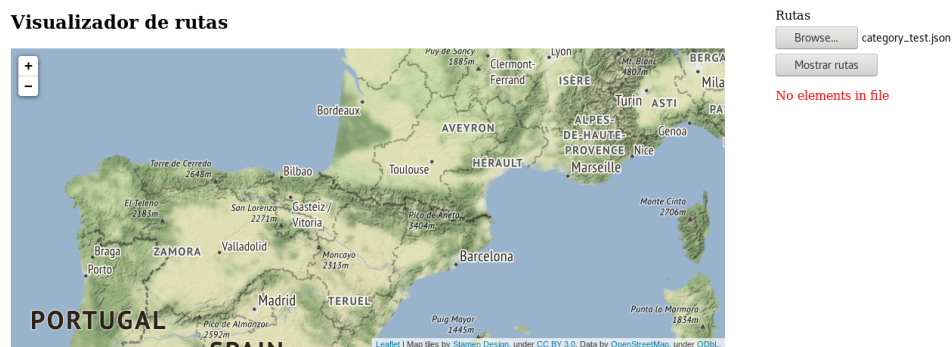 Visualizador de rutas
Rutas
Browse...
category_test.json
Mostrar rutas
No elements in file
+
−
Puy de Sancy
1885m
Clermont-
Ferrand
Lyon
ISÈRE
Mt. Blanc
4807m
BERGA
Mila
Bordeaux
Turin
ASTI
PA
AVEYRON
ALPES-
DE-HAUTE-
PROVENCE
Genoa
Nice
Toulouse
HÉRAULT
Marseille
Torre de Cerredo
2648m
Bilbao
El Teleno
2183m
San Lorenzo
2271m
Gasteiz /
Vitoria
Pico de Aneto
3404m
Monte Cinto
2706m
Braga
ZAMORA
Valladolid
Moncayo
2313m
Barcelona
Porto
Madrid
TERUEL
PORTUGAL
Pico de Almanzor
2592m
SPAIN
Puig Mayor
1445m
Punta la Marmora
1834m
Leaflet | Map tiles by Stamen Design, under CC BY 3.0. Data by OpenStreetMap, under ODbL.